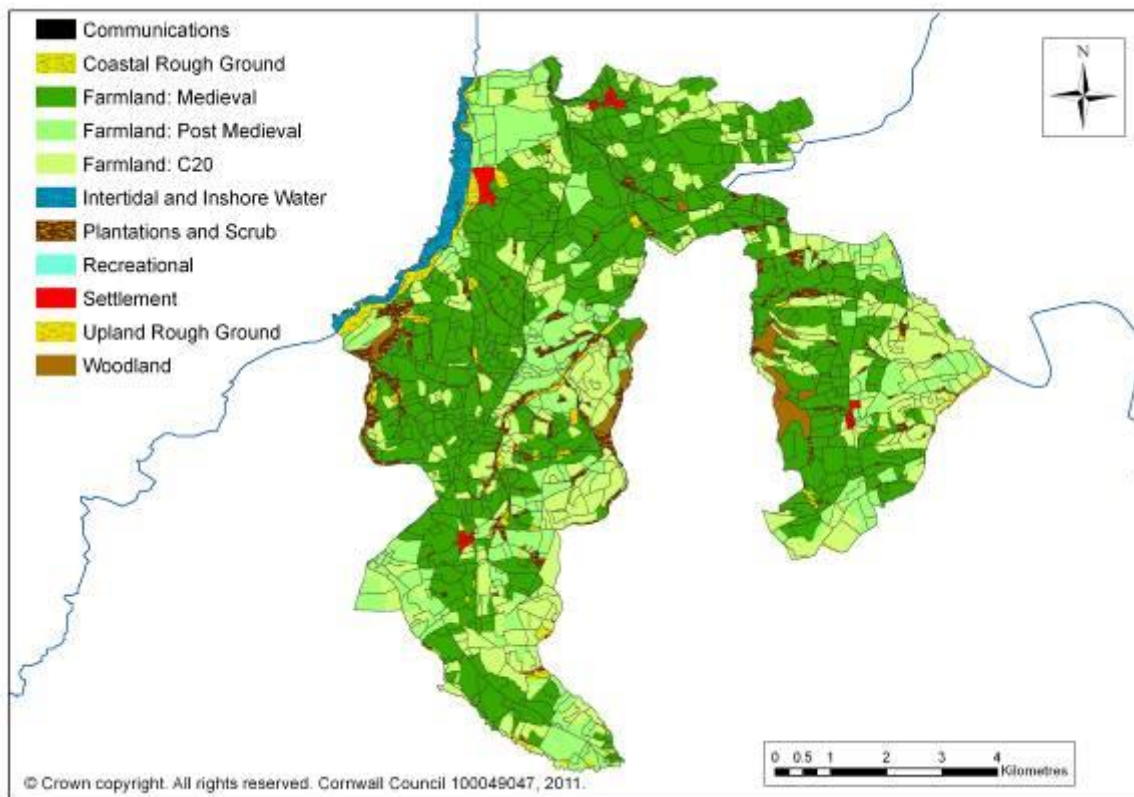 Communications
Coastal Rough Ground
Farmland: Medieval
Farmland: Post Medieval
Farmland: C20
Intertidal and Inshore Water
Plantations and Scrub
Recreational
Settlement
Upland Rough Ground
Woodland
N
0 0.5 1 2 3 4
Kilometres
© Crown copyright. All rights reserved. Cornwall Council 100049047, 2011.